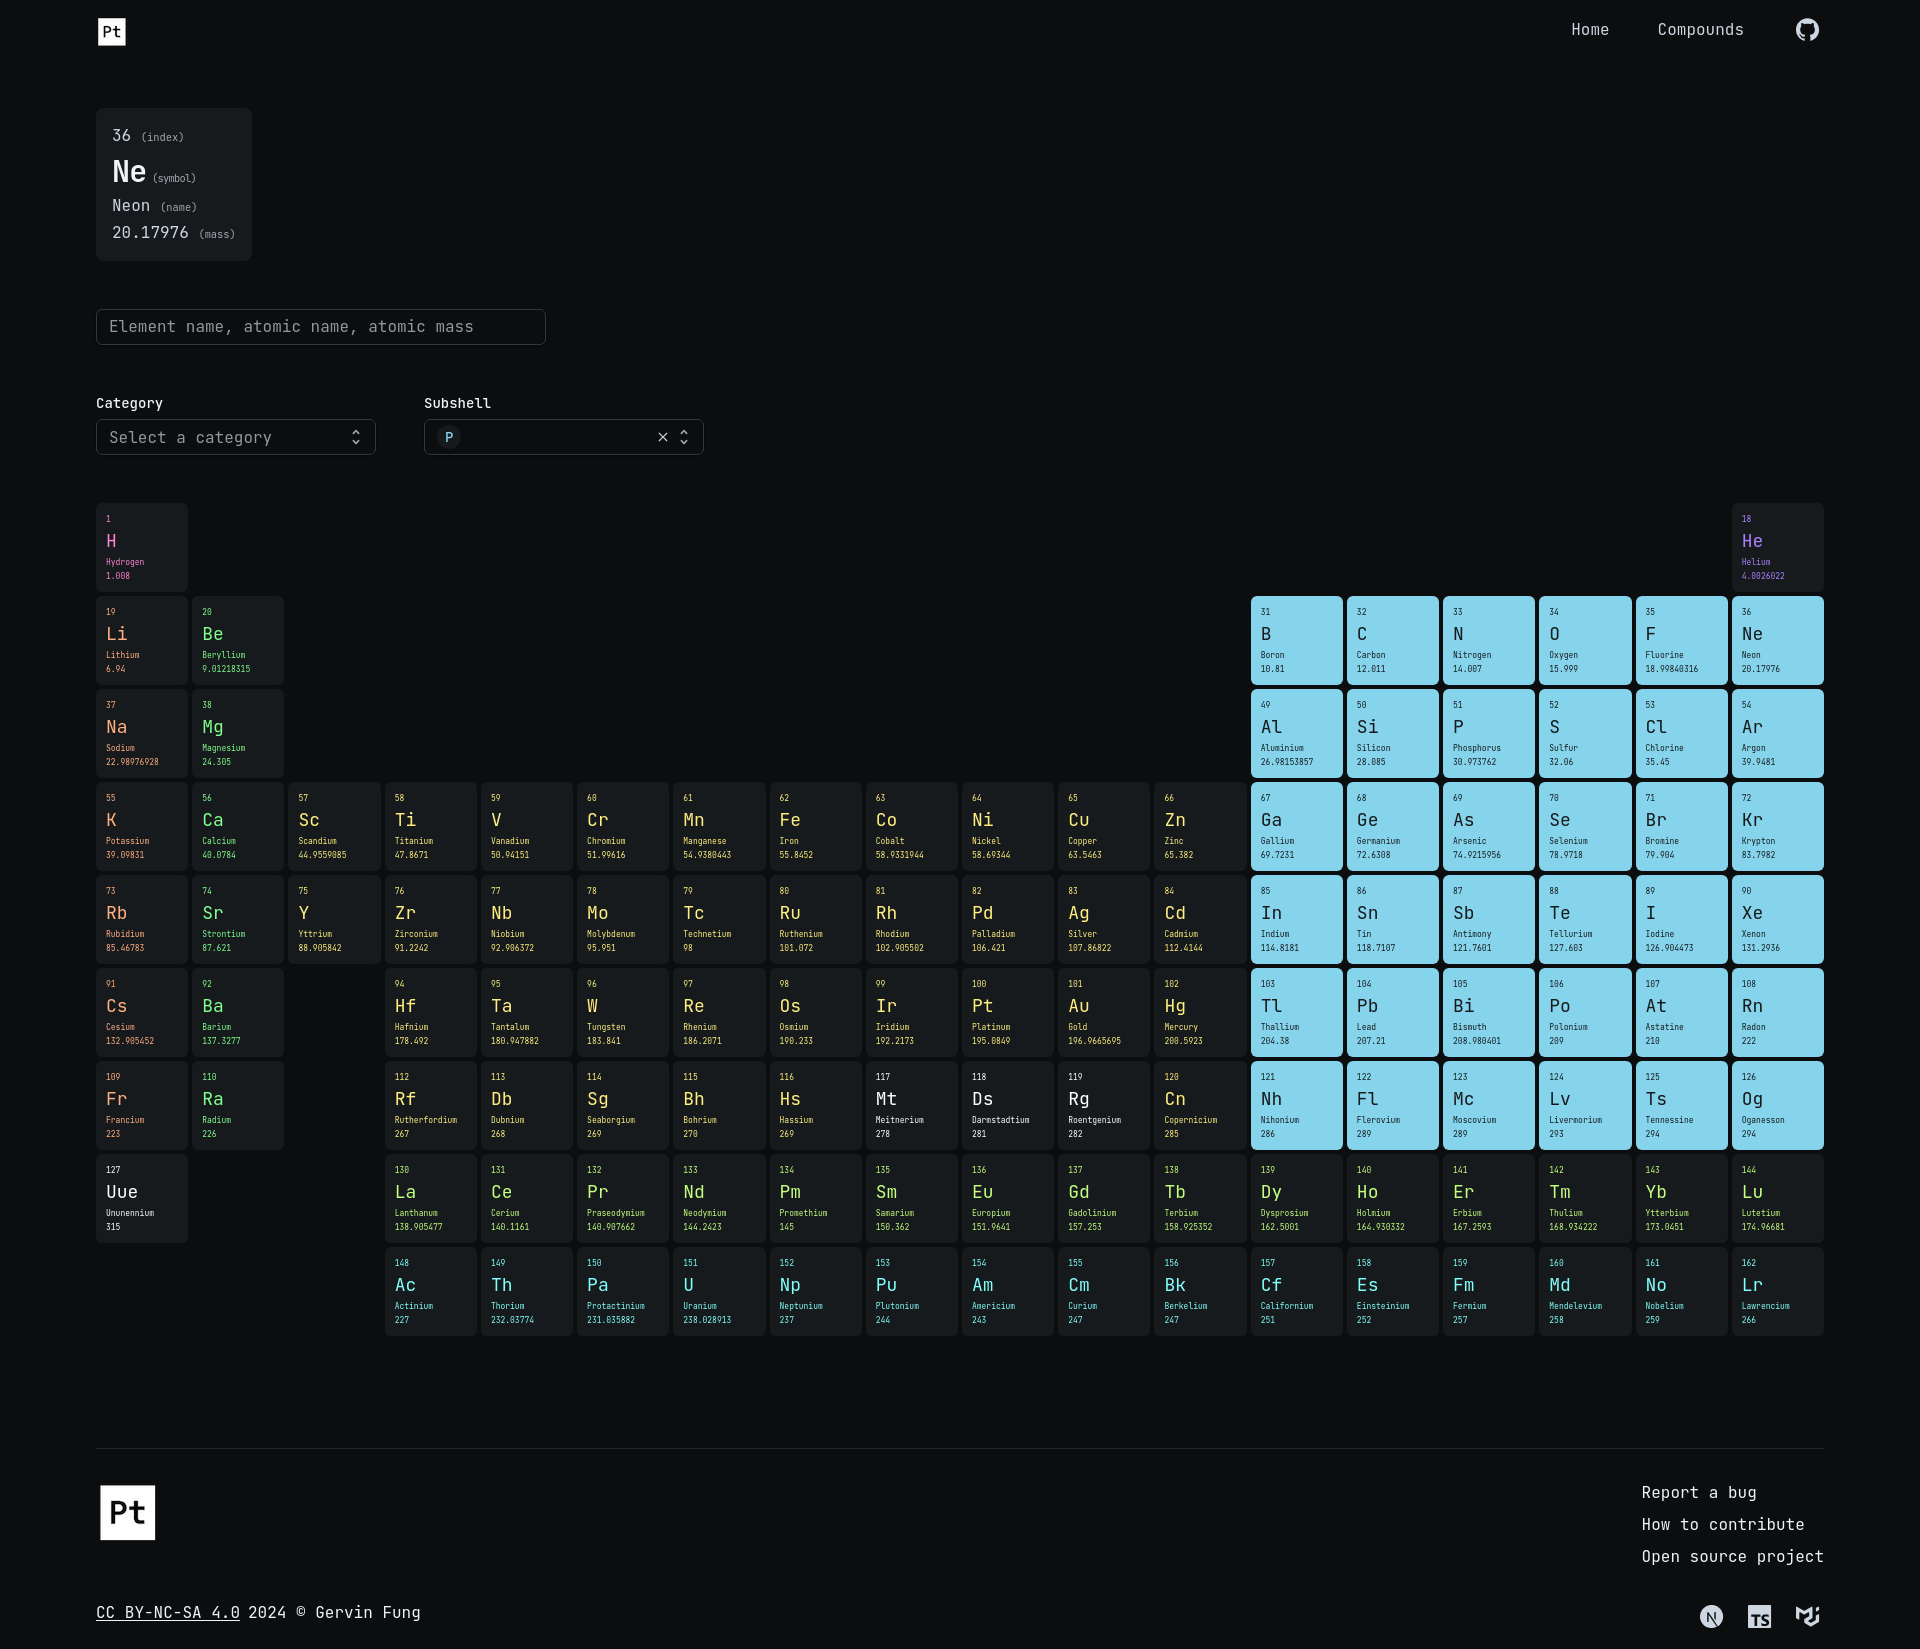 Pt Home Compounds
36 (index)
Ne (symbol)
Neon (name)
20.17976 (mass)
Element name, atomic name, atomic mass
Category Subshell
Select a category P
1 18
H He
Hydrogen Helium
1.008 4.0026022
19 20 31 32 33 34 35 36
Li Be B C N O F Ne
Lithium Beryllium Boron Carbon Nitrogen Oxygen Fluorine Neon
6.94 9.01218315 10.81 12.011 14.007 15.999 18.99840316 20.17976
37 38 49 50 51 52 53 54
Na Mg Al Si P S Cl Ar
Sodium Magnesium Aluminium Silicon Phosphorus Sulfur Chlorine Argon
22.98976928 24.305 26.98153857 28.085 30.973762 32.06 35.45 39.9481
55 56 57 58 59 60 61 62 63 64 65 66 67 68 69 70 71 72
K Ca Sc Ti V Cr Mn Fe Co Ni Cu Zn Ga Ge As Se Br Kr
Potassium Calcium Scandium Titanium Vanadium Chromium Manganese Iron Cobalt Nickel Copper Zinc Gallium Germanium Arsenic Selenium Bromine Krypton
39.09831 40.0784 44.9559085 47.8671 50.94151 51.99616 54.9380443 55.8452 58.9331944 58.69344 63.5463 65.382 69.7231 72.6308 74.9215956 78.9718 79.904 83.7982
73 74 75 76 77 78 79 80 81 82 83 84 85 86 87 88 89 90
Rb Sr Y Zr Nb Mo Tc Ru Rh Pd Ag Cd In Sn Sb Te I Xe
Rubidium Strontium Yttrium Zirconium Niobium Molybdenum Technetium Ruthenium Rhodium Palladium Silver Cadmium Indium Tin Antimony Tellurium Iodine Xenon
85.46783 87.621 88.905842 91.2242 92.906372 95.951 98 101.072 102.905502 106.421 107.86822 112.4144 114.8181 118.7107 121.7601 127.603 126.904473 131.2936
91 92 94 95 96 97 98 99 100 101 102 103 104 105 106 107 108
Cs Ba Hf Ta W Re Os Ir Pt Au Hg Tl Pb Bi Po At Rn
Cesium Barium Hafnium Tantalum Tungsten Rhenium Osmium Iridium Platinum Gold Mercury Thallium Lead Bismuth Polonium Astatine Radon
132.905452 137.3277 178.492 180.947882 183.841 186.2071 190.233 192.2173 195.0849 196.9665695 200.5923 204.38 207.21 208.980401 209 210 222
109 110 112 113 114 115 116 117 118 119 120 121 122 123 124 125 126
Fr Ra Rf Db Sg Bh Hs Mt Ds Rg Cn Nh Fl Mc Lv Ts Og
Francium Radium Rutherfordium Dubnium Seaborgium Bohrium Hassium Meitnerium Darmstadtium Roentgenium Copernicium Nihonium Flerovium Moscovium Livermorium Tennessine Oganesson
223 226 267 268 269 270 269 278 281 282 285 286 289 289 293 294 294
127 130 131 132 133 134 135 136 137 138 139 140 141 142 143 144
Uue La Ce Pr Nd Pm Sm Eu Gd Tb Dy Ho Er Tm Yb Lu
Ununennium Lanthanum Cerium Praseodymium Neodymium Promethium Samarium Europium Gadolinium Terbium Dysprosium Holmium Erbium Thulium Ytterbium Lutetium
315 138.905477 140.1161 140.907662 144.2423 145 150.362 151.9641 157.253 158.925352 162.5001 164.930332 167.2593 168.934222 173.0451 174.96681
148 149 150 151 152 153 154 155 156 157 158 159 160 161 162
Ac Th Pa U Np Pu Am Cm Bk Cf Es Fm Md No Lr
Actinium Thorium Protactinium Uranium Neptunium Plutonium Americium Curium Berkelium Californium Einsteinium Fermium Mendelevium Nobelium Lawrencium
227 232.03774 231.035882 238.028913 237 244 243 247 247 251 252 257 258 259 266
Pt
Report a bug
How to contribute
Open source project
CC BY-NC-SA 4.0 2024 © Gervin Fung
N TS